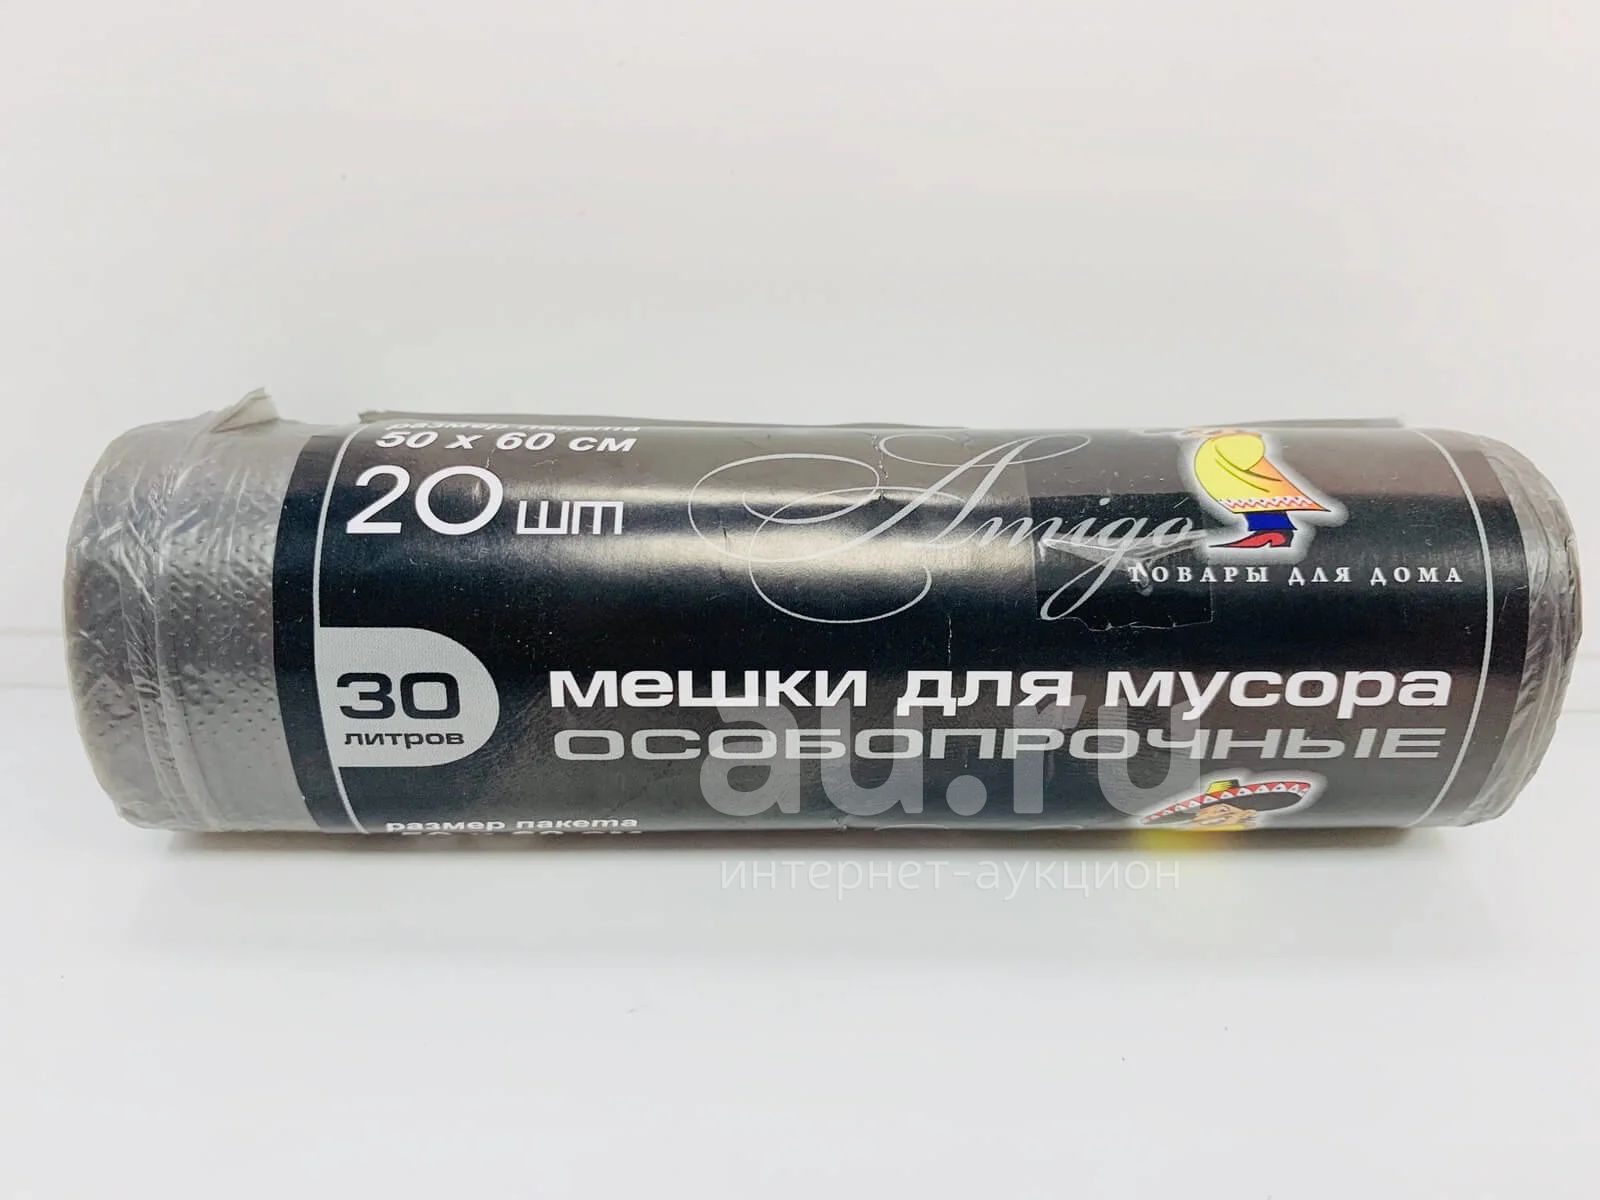 размер пакета
50 х 60 см
20 шт
Amigo
ТОВАРЫ ДЛЯ ДОМА
30
литров
мешки для мусора
ОСОБОПРОЧНЫЕ
au.ru
интернет-аукцион
размер пакета